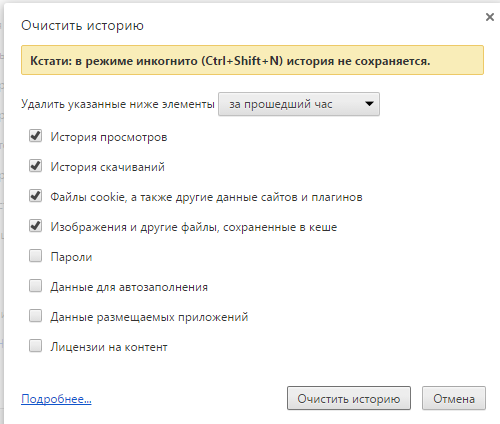 Очистить историю
Кстати: в режиме инкогнито (Ctrl+Shift+N) история не сохраняется.
Удалить указанные ниже элементы за прошедший час
История просмотров
История скачиваний
Файлы cookie, а также другие данные сайтов и плагинов
Изображения и другие файлы, сохраненные в кеше
Пароли
Данные для автозаполнения
Данные размещаемых приложений
Лицензии на контент
Подробнее... Очистить историю Отмена